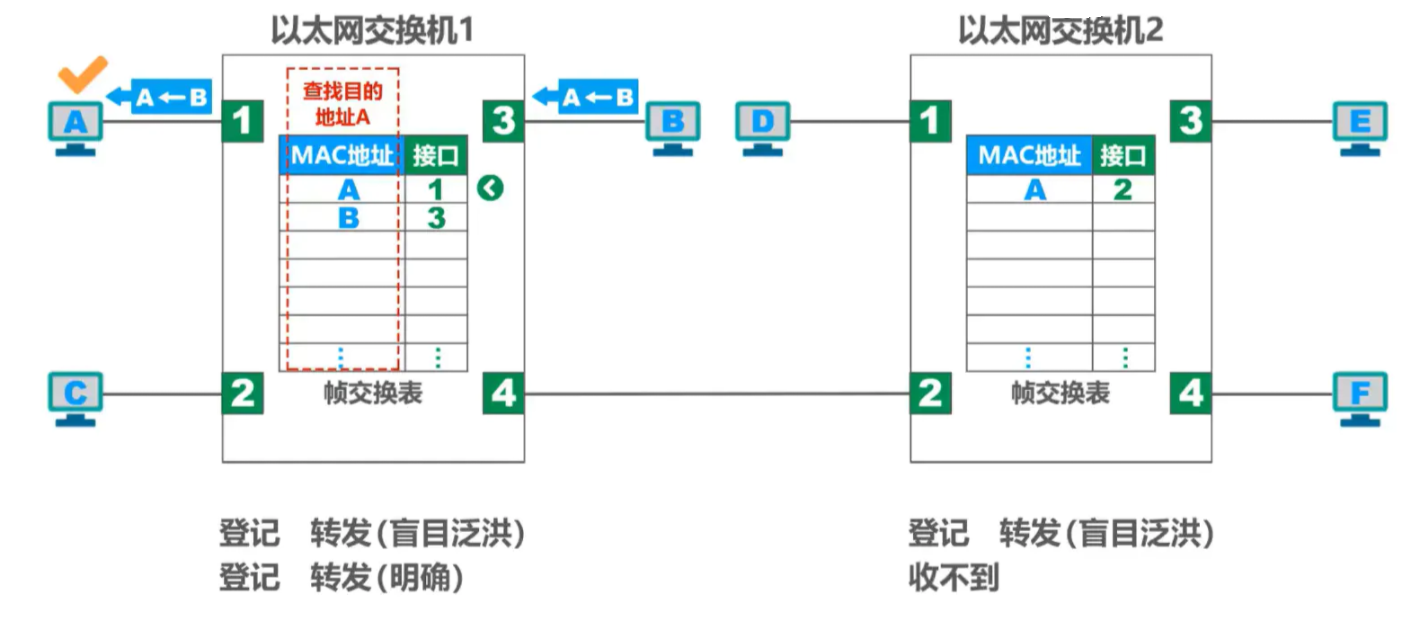 以太网交换机1
以太网交换机2
A←B
A←B
查找目的
地址A
A
1
3
B
D
1
3
E
MAC地址 接口
A 1
B 3
⋮ ⋮
MAC地址 接口
A 2
⋮ ⋮
C
2
帧交换表
4
2
帧交换表
4
F
登记 转发(盲目泛洪)
登记 转发(明确)
登记 转发(盲目泛洪)
收不到